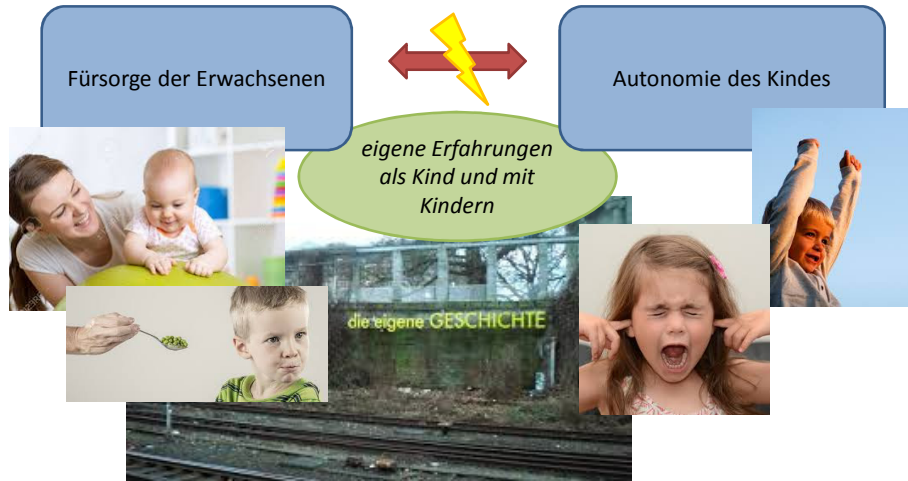 Fürsorge der Erwachsenen
Autonomie des Kindes
eigene Erfahrungen
als Kind und mit
Kindern
die eigene GESCHICHTE